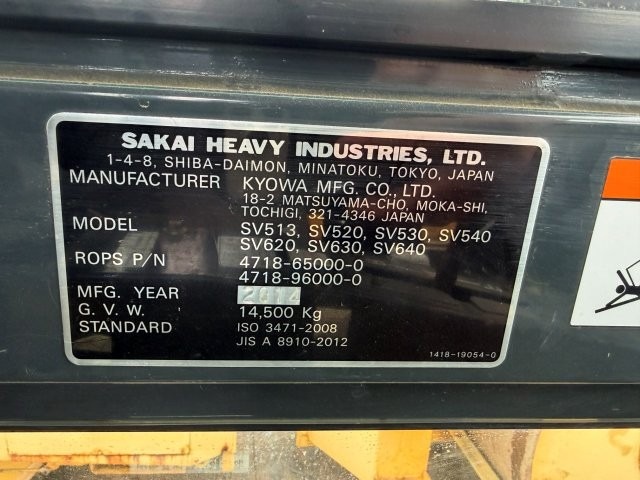 SAKAI HEAVY INDUSTRIES, LTD.
1-4-8, SHIBA-DAIMON, MINATOKU, TOKYO, JAPAN
MANUFACTURER KYOWA MFG. CO., LTD.
18-2 MATSUYAMA-CHO, MOKA-SHI,
TOCHIGI, 321-4346 JAPAN
MODEL SV513, SV520, SV530, SV540
SV620, SV630, SV640
ROPS P/N 4718-65000-0
4718-96000-0
MFG. YEAR 2014
G. V. W. 14,500 Kg
STANDARD ISO 3471-2008
JIS A 8910-2012
1418-19054-0